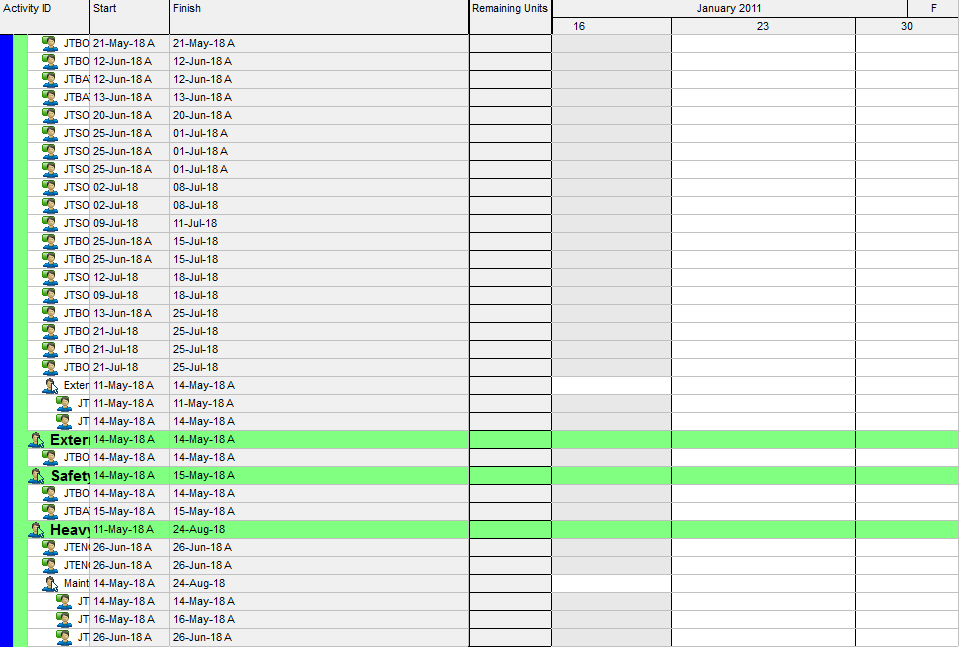 Activity ID Start Finish Remaining Units January 2011 F
16 23 30
JTBO 21-May-18 A 21-May-18 A
JTBO 12-Jun-18 A 12-Jun-18 A
JTBA 12-Jun-18 A 12-Jun-18 A
JTBA 13-Jun-18 A 13-Jun-18 A
JTSO 20-Jun-18 A 20-Jun-18 A
JTSO 25-Jun-18 A 01-Jul-18 A
JTSO 25-Jun-18 A 01-Jul-18 A
JTSO 25-Jun-18 A 01-Jul-18 A
JTSO 02-Jul-18 08-Jul-18
JTSO 02-Jul-18 08-Jul-18
JTSO 09-Jul-18 11-Jul-18
JTBO 25-Jun-18 A 15-Jul-18
JTBO 25-Jun-18 A 15-Jul-18
JTSO 12-Jul-18 18-Jul-18
JTSO 09-Jul-18 18-Jul-18
JTBO 13-Jun-18 A 25-Jul-18
JTBO 21-Jul-18 25-Jul-18
JTBO 21-Jul-18 25-Jul-18
JTBO 21-Jul-18 25-Jul-18
Exter 11-May-18 A 14-May-18 A
JT 11-May-18 A 11-May-18 A
JT 14-May-18 A 14-May-18 A
Exter 14-May-18 A 14-May-18 A
JTBO 14-May-18 A 14-May-18 A
Safety 14-May-18 A 15-May-18 A
JTBO 14-May-18 A 14-May-18 A
JTBA 15-May-18 A 15-May-18 A
Heavy 11-May-18 A 24-Aug-18
JTEN 26-Jun-18 A 26-Jun-18 A
JTEN 26-Jun-18 A 26-Jun-18 A
Maint 14-May-18 A 24-Aug-18
JT 14-May-18 A 14-May-18 A
JT 16-May-18 A 16-May-18 A
JT 26-Jun-18 A 26-Jun-18 A